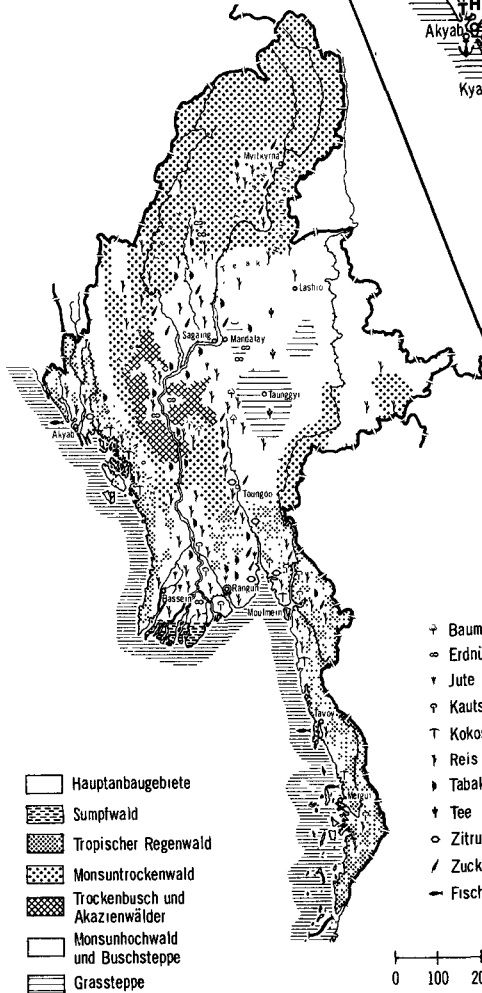 Akyab
Kya
Myitkyina
Teak
Lashio
Sagaing
Mandalay
Taunggyi
Akyab
Toungoo
Rangun
Bassein
Moulmein
Tavoy
Mergui
Baum
Erdnü
Jute
Kauts
Kokos
Reis
Tabak
Tee
Zitru
Zuck
Fisch
Hauptanbaugebiete
Sumpfwald
Tropischer Regenwald
Monsuntrockenwald
Trockenbusch und
Akazienwälder
Monsunhochwald
und Buschsteppe
Grassteppe
0 100 20